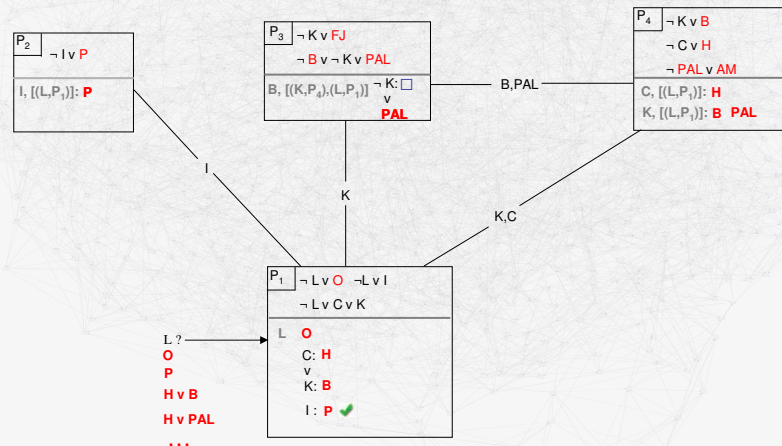 P2
¬ I v P
I, [(L,P1)]: P
P3
¬ K v FJ
¬ B v ¬ K v PAL
B, [(K,P4),(L,P1)] ¬ K: □
v
PAL
P4
¬ K v B
¬ C v H
¬ PAL v AM
C, [(L,P1)]: H
K, [(L,P1)]: B PAL
B,PAL
I
K
K,C
P1
¬ L v O ¬L v I
¬ L v C v K
L O
C: H
v
K: B
I : P
L ?
O
P
H v B
H v PAL
...